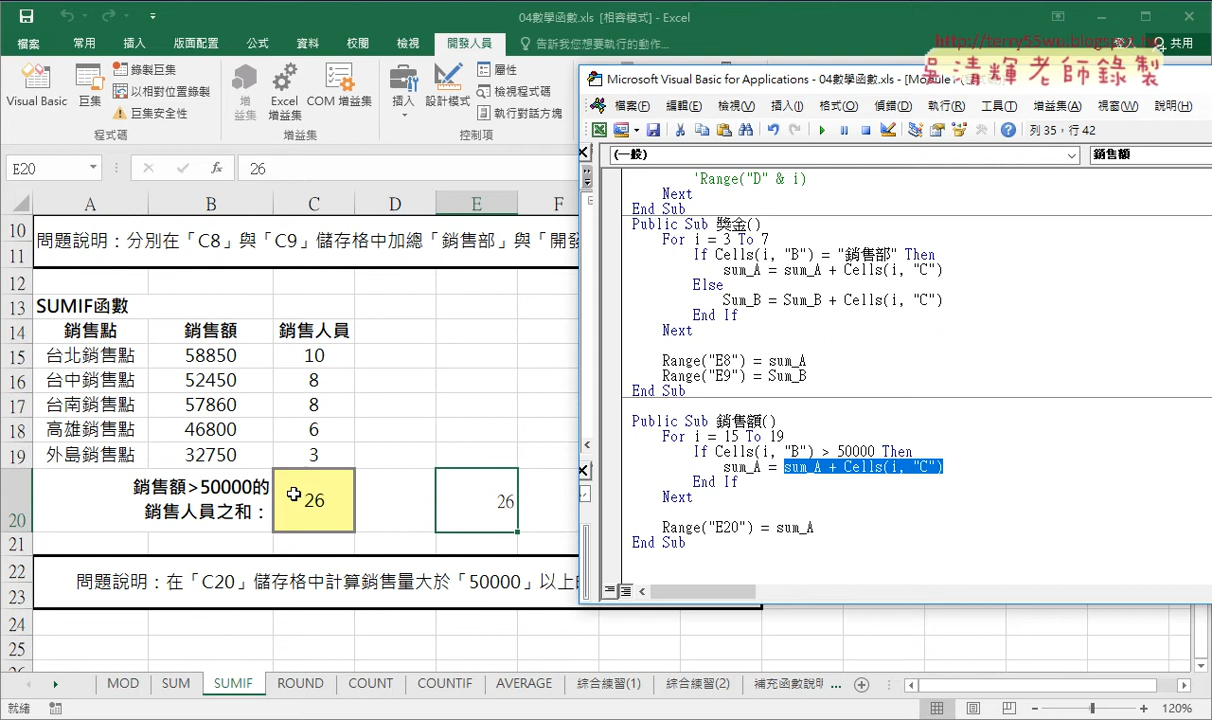 04數學函數.xls [相容模式] - Excel
檔案 常用 插入 版面配置 公式 資料 校閱 檢視 開發人員 告訴我您想要執行的動作... 登入 共用
http://terry55wu.blogspot.tw
吳清輝老師錄製
Visual Basic 巨集 錄製巨集 以相對位置錄製 巨集安全性 程式碼
增益集 Excel 增益集 COM 增益集 增益集
插入 設計模式 屬性 檢視程式碼 執行對話方塊 控制項
E20 fx 26
A B C D E F
10
11
問題說明：分別在「C8」與「C9」儲存格中加總「銷售部」與「開發
12
13 SUMIF函數
14 銷售點 銷售額 銷售人員
15 台北銷售點 58850 10
16 台中銷售點 52450 8
17 台南銷售點 57860 8
18 高雄銷售點 46800 6
19 外島銷售點 32750 3
20 銷售額>50000的
銷售人員之和： 26 26
21
22
23
問題說明：在「C20」儲存格中計算銷售量大於「50000」以上
24
25
MOD SUM SUMIF ROUND COUNT COUNTIF AVERAGE 綜合練習(1) 綜合練習(2) 補充函數說明 ...
就緒 120%
Microsoft Visual Basic for Applications - 04數學函數.xls - [Module
檔案(F) 編輯(E) 檢視(V) 插入(I) 格式(O) 偵錯(D) 執行(R) 工具(T) 增益集(A) 視窗(W) 說明(H)
列 35，行 42
(一般) 銷售額
'Range("D" & i)
Next
End Sub
Public Sub 獎金()
For i = 3 To 7
If Cells(i, "B") = "銷售部" Then
sum_A = sum_A + Cells(i, "C")
Else
Sum_B = Sum_B + Cells(i, "C")
End If
Next
Range("E8") = sum_A
Range("E9") = Sum_B
End Sub
Public Sub 銷售額()
For i = 15 To 19
If Cells(i, "B") > 50000 Then
sum_A = sum_A + Cells(i, "C")
End If
Next
Range("E20") = sum_A
End Sub